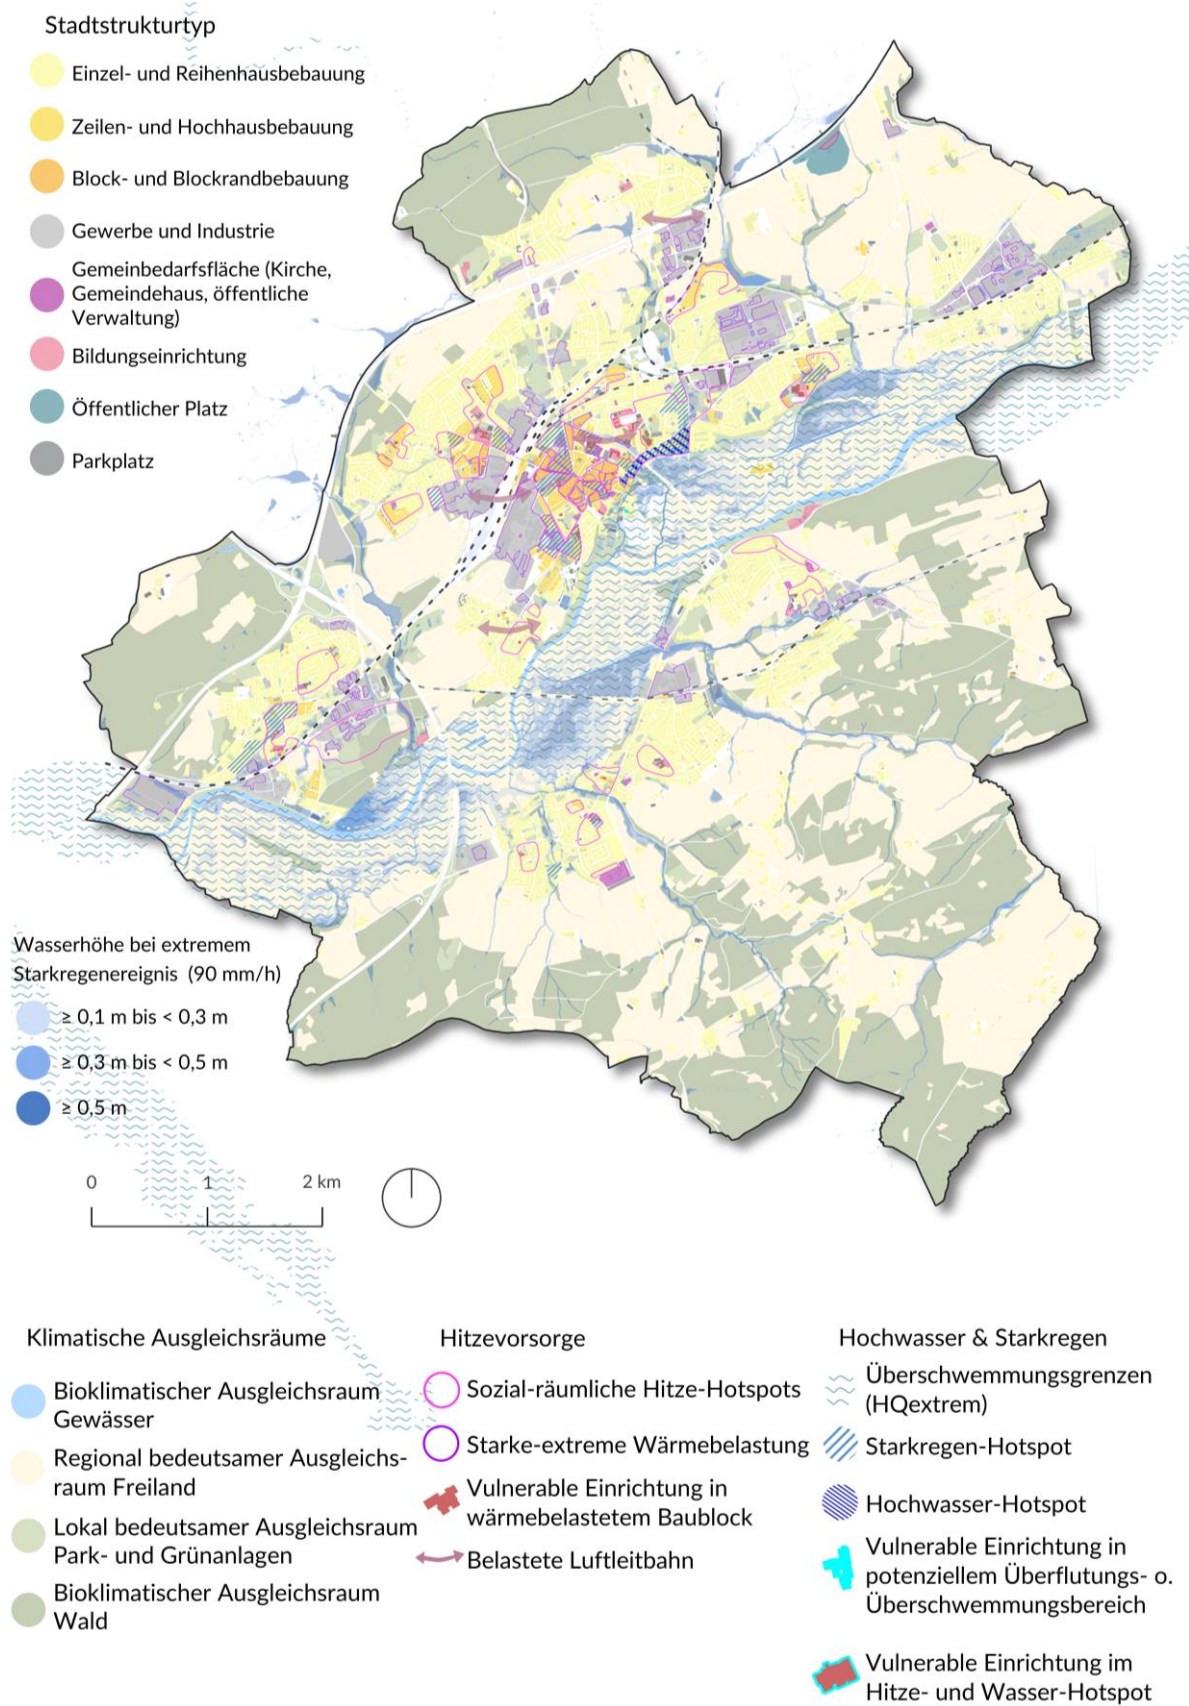 Stadtstrukturtyp
Einzel- und Reihenhausbebauung
Zeilen- und Hochhausbebauung
Block- und Blockrandbebauung
Gewerbe und Industrie
Gemeinbedarfsfläche (Kirche,
Gemeindehaus, öffentliche
Verwaltung)
Bildungseinrichtung
Öffentlicher Platz
Parkplatz
Wasserhöhe bei extremem
Starkregenereignis (90 mm/h)
≥ 0,1 m bis < 0,3 m
≥ 0,3 m bis < 0,5 m
≥ 0,5 m
0 1 2 km
Klimatische Ausgleichsräume
Bioklimatischer Ausgleichsraum
Gewässer
Regional bedeutsamer Ausgleichs-
raum Freiland
Lokal bedeutsamer Ausgleichsraum
Park- und Grünanlagen
Bioklimatischer Ausgleichsraum
Wald
Hitzevorsorge
Sozial-räumliche Hitze-Hotspots
Starke-extreme Wärmebelastung
Vulnerable Einrichtung in
wärmebelastetem Baublock
Belastete Luftleitbahn
Hochwasser & Starkregen
Überschwemmungsgrenzen
(HQextrem)
Starkregen-Hotspot
Hochwasser-Hotspot
Vulnerable Einrichtung in
potenziellem Überflutungs- o.
Überschwemmungsbereich
Vulnerable Einrichtung im
Hitze- und Wasser-Hotspot